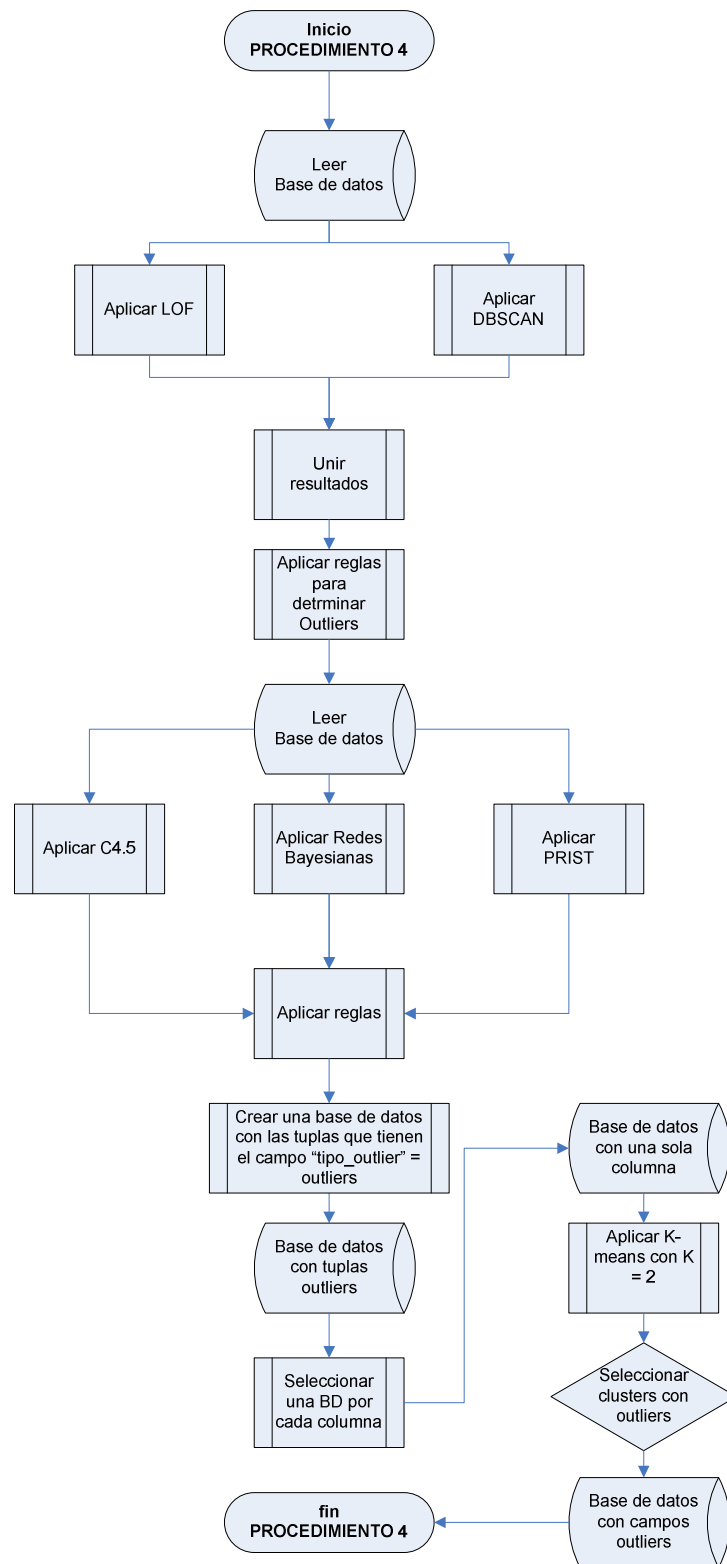 Inicio
PROCEDIMIENTO 4
Leer
Base de datos
Aplicar LOF
Aplicar
DBSCAN
Unir
resultados
Aplicar reglas
para
detrminar
Outliers
Leer
Base de datos
Aplicar C4.5
Aplicar Redes
Bayesianas
Aplicar
PRIST
Aplicar reglas
Crear una base de datos
con las tuplas que tienen
el campo “tipo_outlier” =
outliers
Base de datos
con tuplas
outliers
Seleccionar
una BD por
cada columna
Base de datos
con una sola
columna
Aplicar K-
means con K
= 2
Seleccionar
clusters con
outliers
Base de datos
con campos
outliers
fin
PROCEDIMIENTO 4